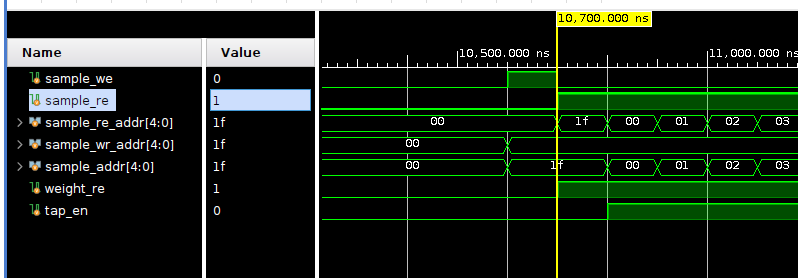 10,700.000 ns
Name Value
10,500.000 ns 11,000.000 ns
sample_we 0
sample_re 1
sample_re_addr[4:0] 1f 00 1f 00 01 02 03
sample_wr_addr[4:0] 1f 00
sample_addr[4:0] 1f 00 1f 00 01 02 03
weight_re 1
tap_en 0